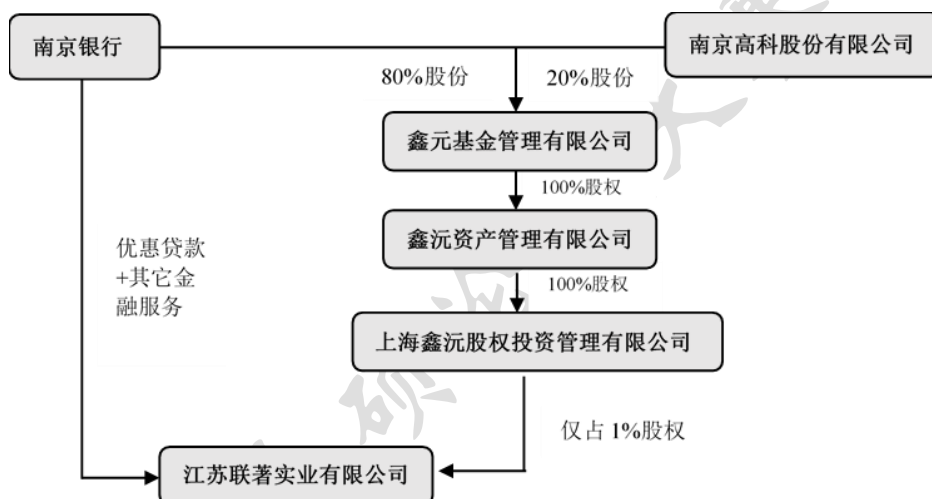 南京银行
南京高科股份有限公司
80%股份
20%股份
鑫元基金管理有限公司
100%股权
鑫沅资产管理有限公司
100%股权
优惠贷款
+其它金
融服务
上海鑫沅股权投资管理有限公司
仅占 1%股权
江苏联著实业有限公司